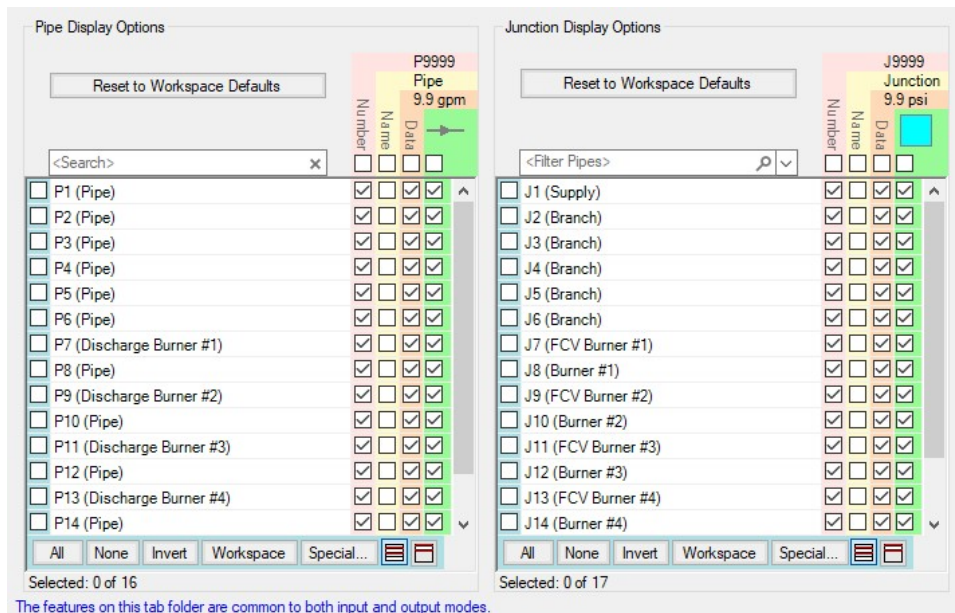 Pipe Display Options
Reset to Workspace Defaults
P9999
Pipe
9.9 gpm
Number
Name
Data
<Search>
P1 (Pipe)
P2 (Pipe)
P3 (Pipe)
P4 (Pipe)
P5 (Pipe)
P6 (Pipe)
P7 (Discharge Burner #1)
P8 (Pipe)
P9 (Discharge Burner #2)
P10 (Pipe)
P11 (Discharge Burner #3)
P12 (Pipe)
P13 (Discharge Burner #4)
P14 (Pipe)
All None Invert Workspace Special...
Selected: 0 of 16
Junction Display Options
Reset to Workspace Defaults
J9999
Junction
9.9 psi
Number
Name
Data
<Filter Pipes>
J1 (Supply)
J2 (Branch)
J3 (Branch)
J4 (Branch)
J5 (Branch)
J6 (Branch)
J7 (FCV Burner #1)
J8 (Burner #1)
J9 (FCV Burner #2)
J10 (Burner #2)
J11 (FCV Burner #3)
J12 (Burner #3)
J13 (FCV Burner #4)
J14 (Burner #4)
All None Invert Workspace Special...
Selected: 0 of 17
The features on this tab folder are common to both input and output modes.